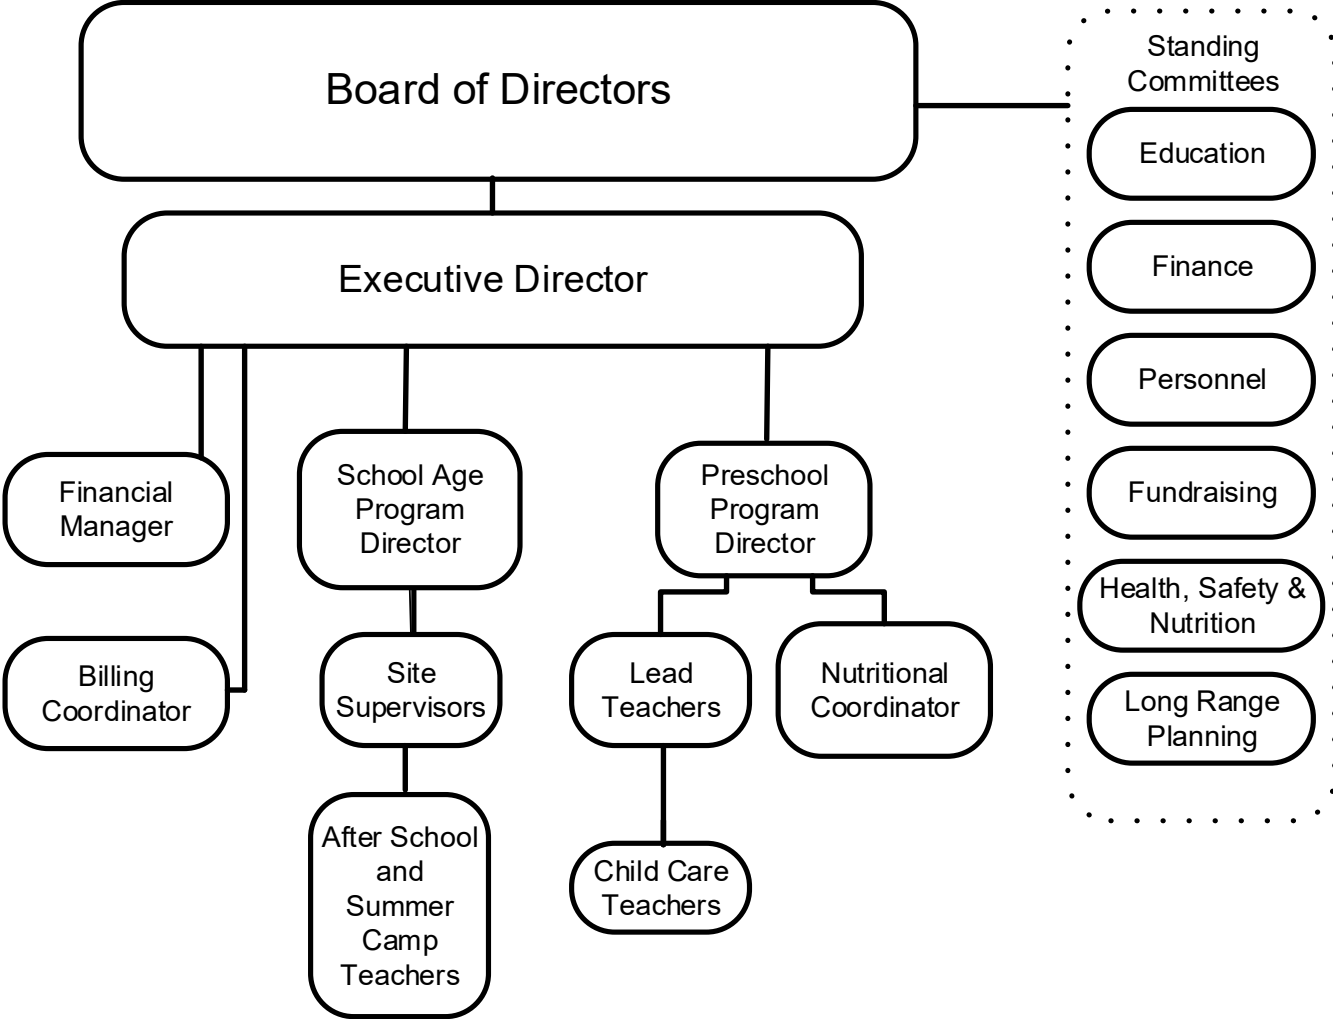 Board of Directors
Standing
Committees
Education
Finance
Personnel
Fundraising
Health, Safety &
Nutrition
Long Range
Planning
Executive Director
Financial
Manager
Billing
Coordinator
School Age
Program
Director
Site
Supervisors
After School
and
Summer
Camp
Teachers
Preschool
Program
Director
Lead
Teachers
Child Care
Teachers
Nutritional
Coordinator